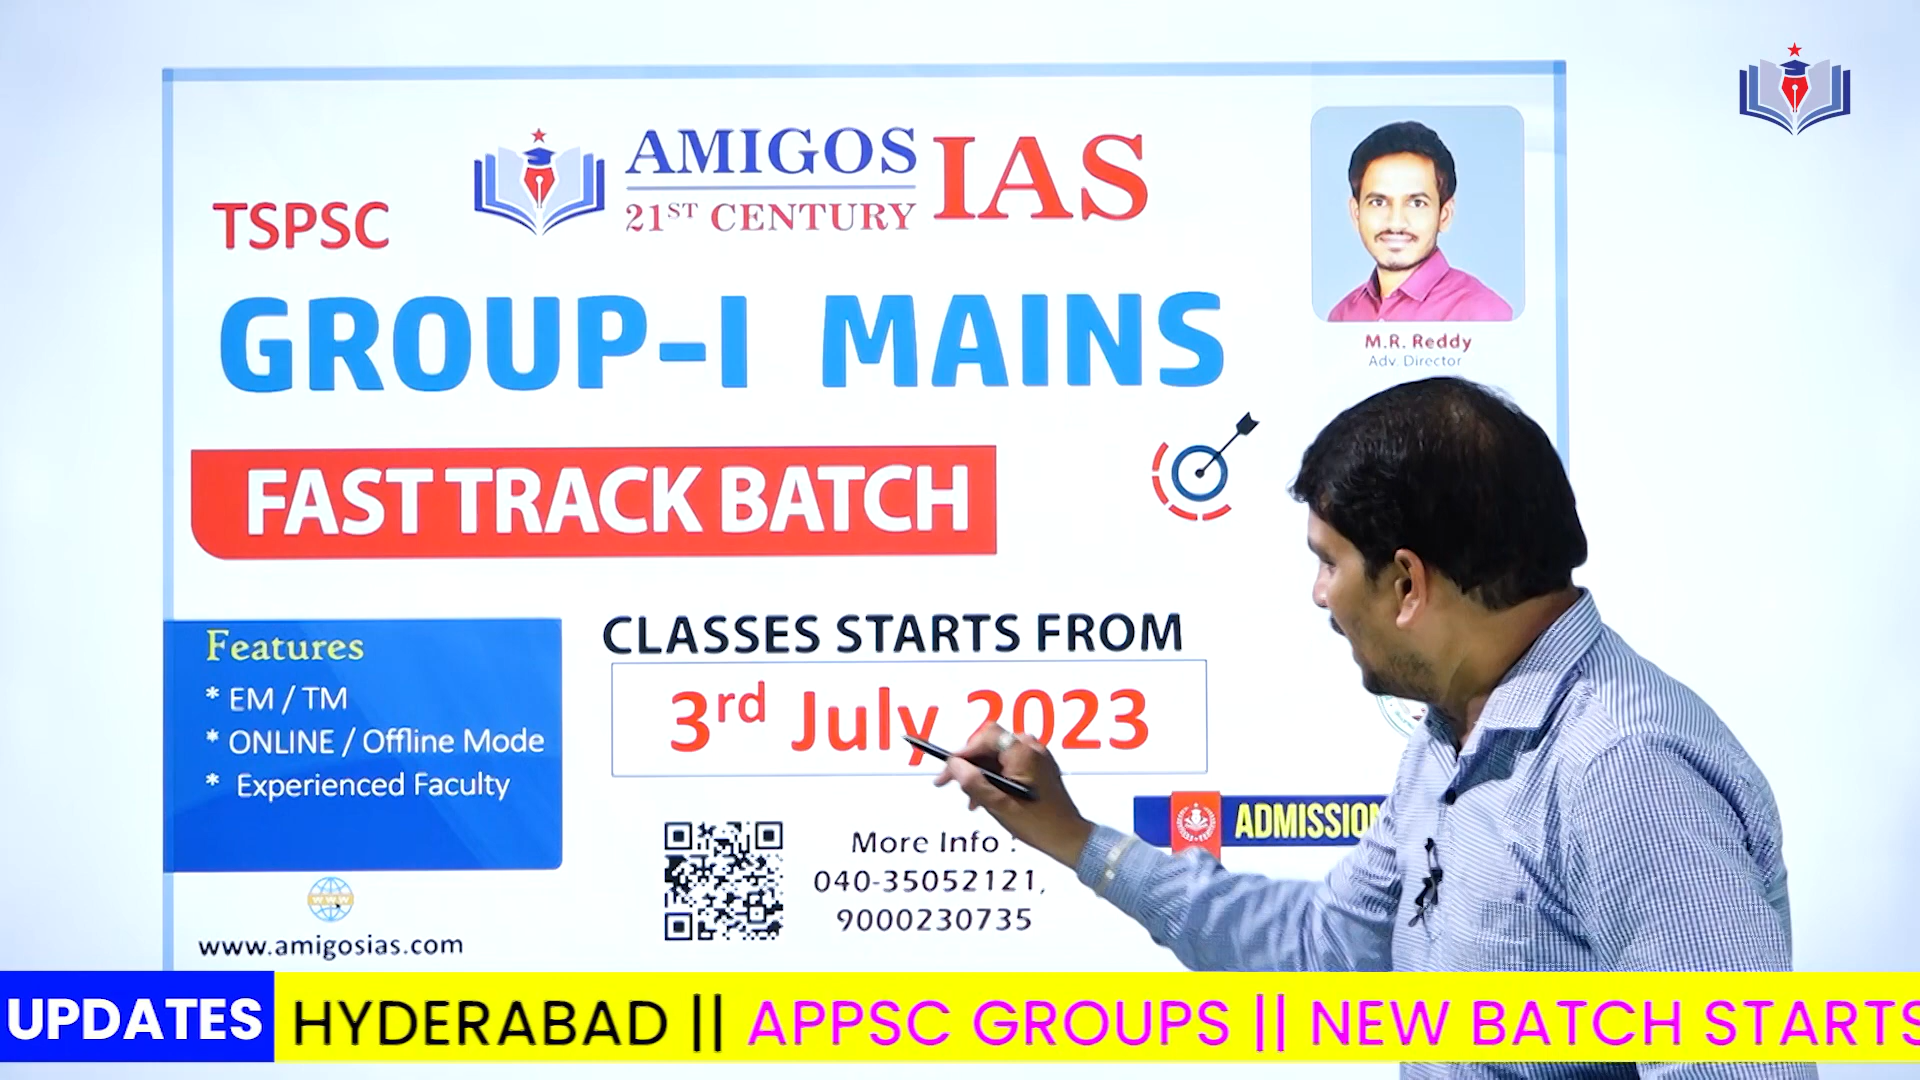 AMIGOS
21ST CENTURY
IAS
TSPSC
GROUP-I MAINS
M.R. Reddy
Adv. Director
FAST TRACK BATCH
Features
* EM / TM
* ONLINE / Offline Mode
* Experienced Faculty
CLASSES STARTS FROM
3rd July 2023
More Info :
040-35052121,
9000230735
ADMISSION
www
www.amigosias.com
UPDATES
HYDERABAD || APPSC GROUPS || NEW BATCH STARTS